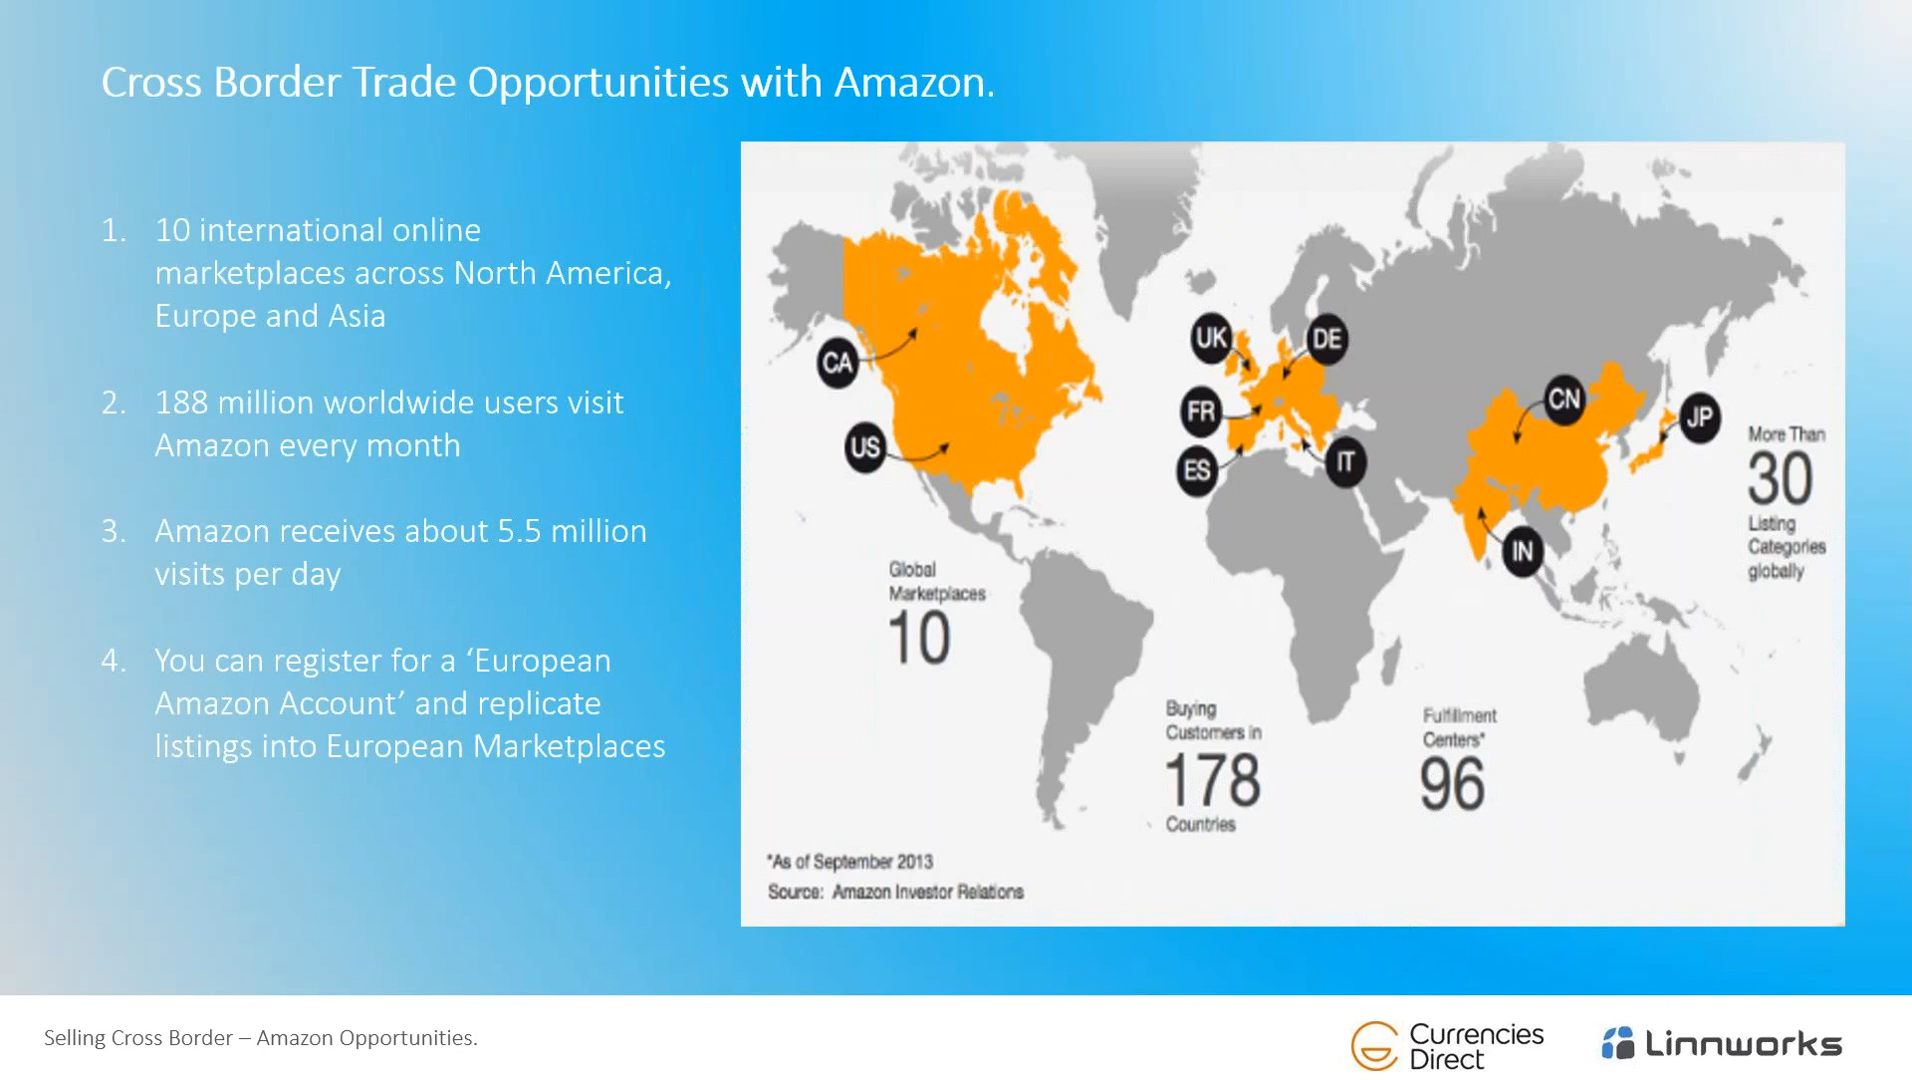 Cross Border Trade Opportunities with Amazon.
1. 10 international online
marketplaces across North America,
Europe and Asia
2. 188 million worldwide users visit
Amazon every month
3. Amazon receives about 5.5 million
visits per day
4. You can register for a ‘European
Amazon Account’ and replicate
listings into European Marketplaces
CA
US
UK
DE
FR
ES
IT
CN
JP
IN
More Than
30
Listing
Categories
globally
Global
Marketplaces
10
Buying
Customers in
178
Countries
Fulfillment
Centers*
96
*As of September 2013
Source: Amazon Investor Relations
Selling Cross Border – Amazon Opportunities.
Currencies
Direct
Linnworks